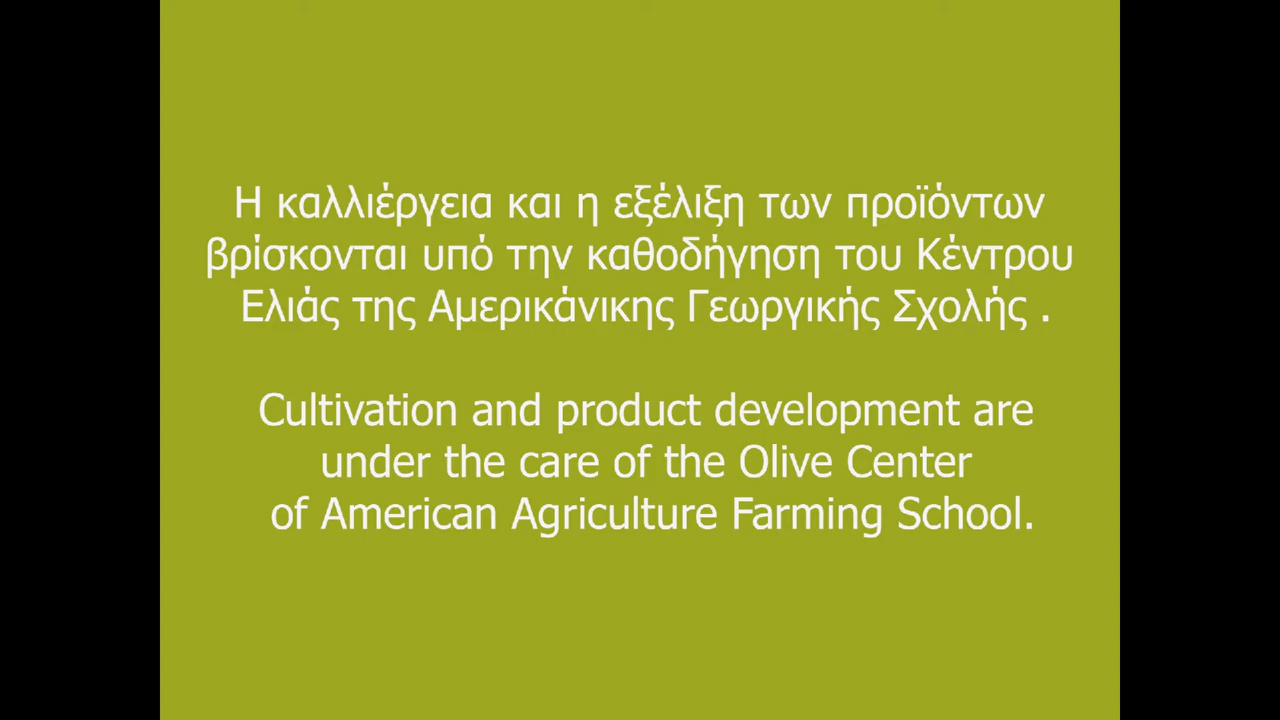 Η καλλιέργεια και η εξέλιξη των προϊόντων
βρίσκονται υπό την καθοδήγηση του Κέντρου
Ελιάς της Αμερικάνικης Γεωργικής Σχολής .
Cultivation and product development are
under the care of the Olive Center
of American Agriculture Farming School.